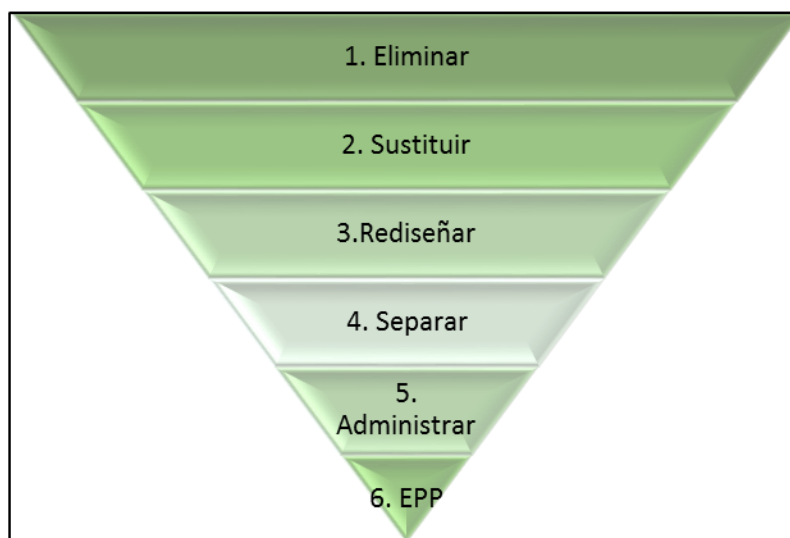 1. Eliminar
2. Sustituir
3.Rediseñar
4. Separar
5.
Administrar
6. EPP